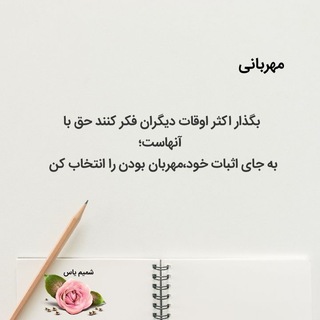 مهربانی
بگذار اکثر اوقات دیگران فکر کنند حق با
آنهاست؛
به جای اثبات خود،مهربان بودن را انتخاب کن
شمیم یاس